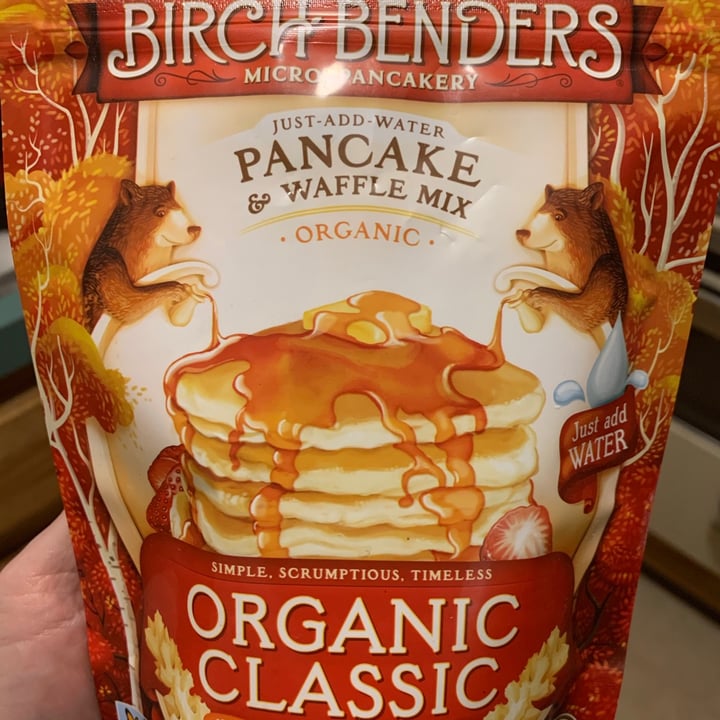 BIRCH BENDERS
MICRO-PANCAKERY
JUST-ADD-WATER
PANCAKE
& WAFFLE MIX
• ORGANIC •
Just add
WATER
SIMPLE, SCRUMPTIOUS, TIMELESS
ORGANIC
CLASSIC